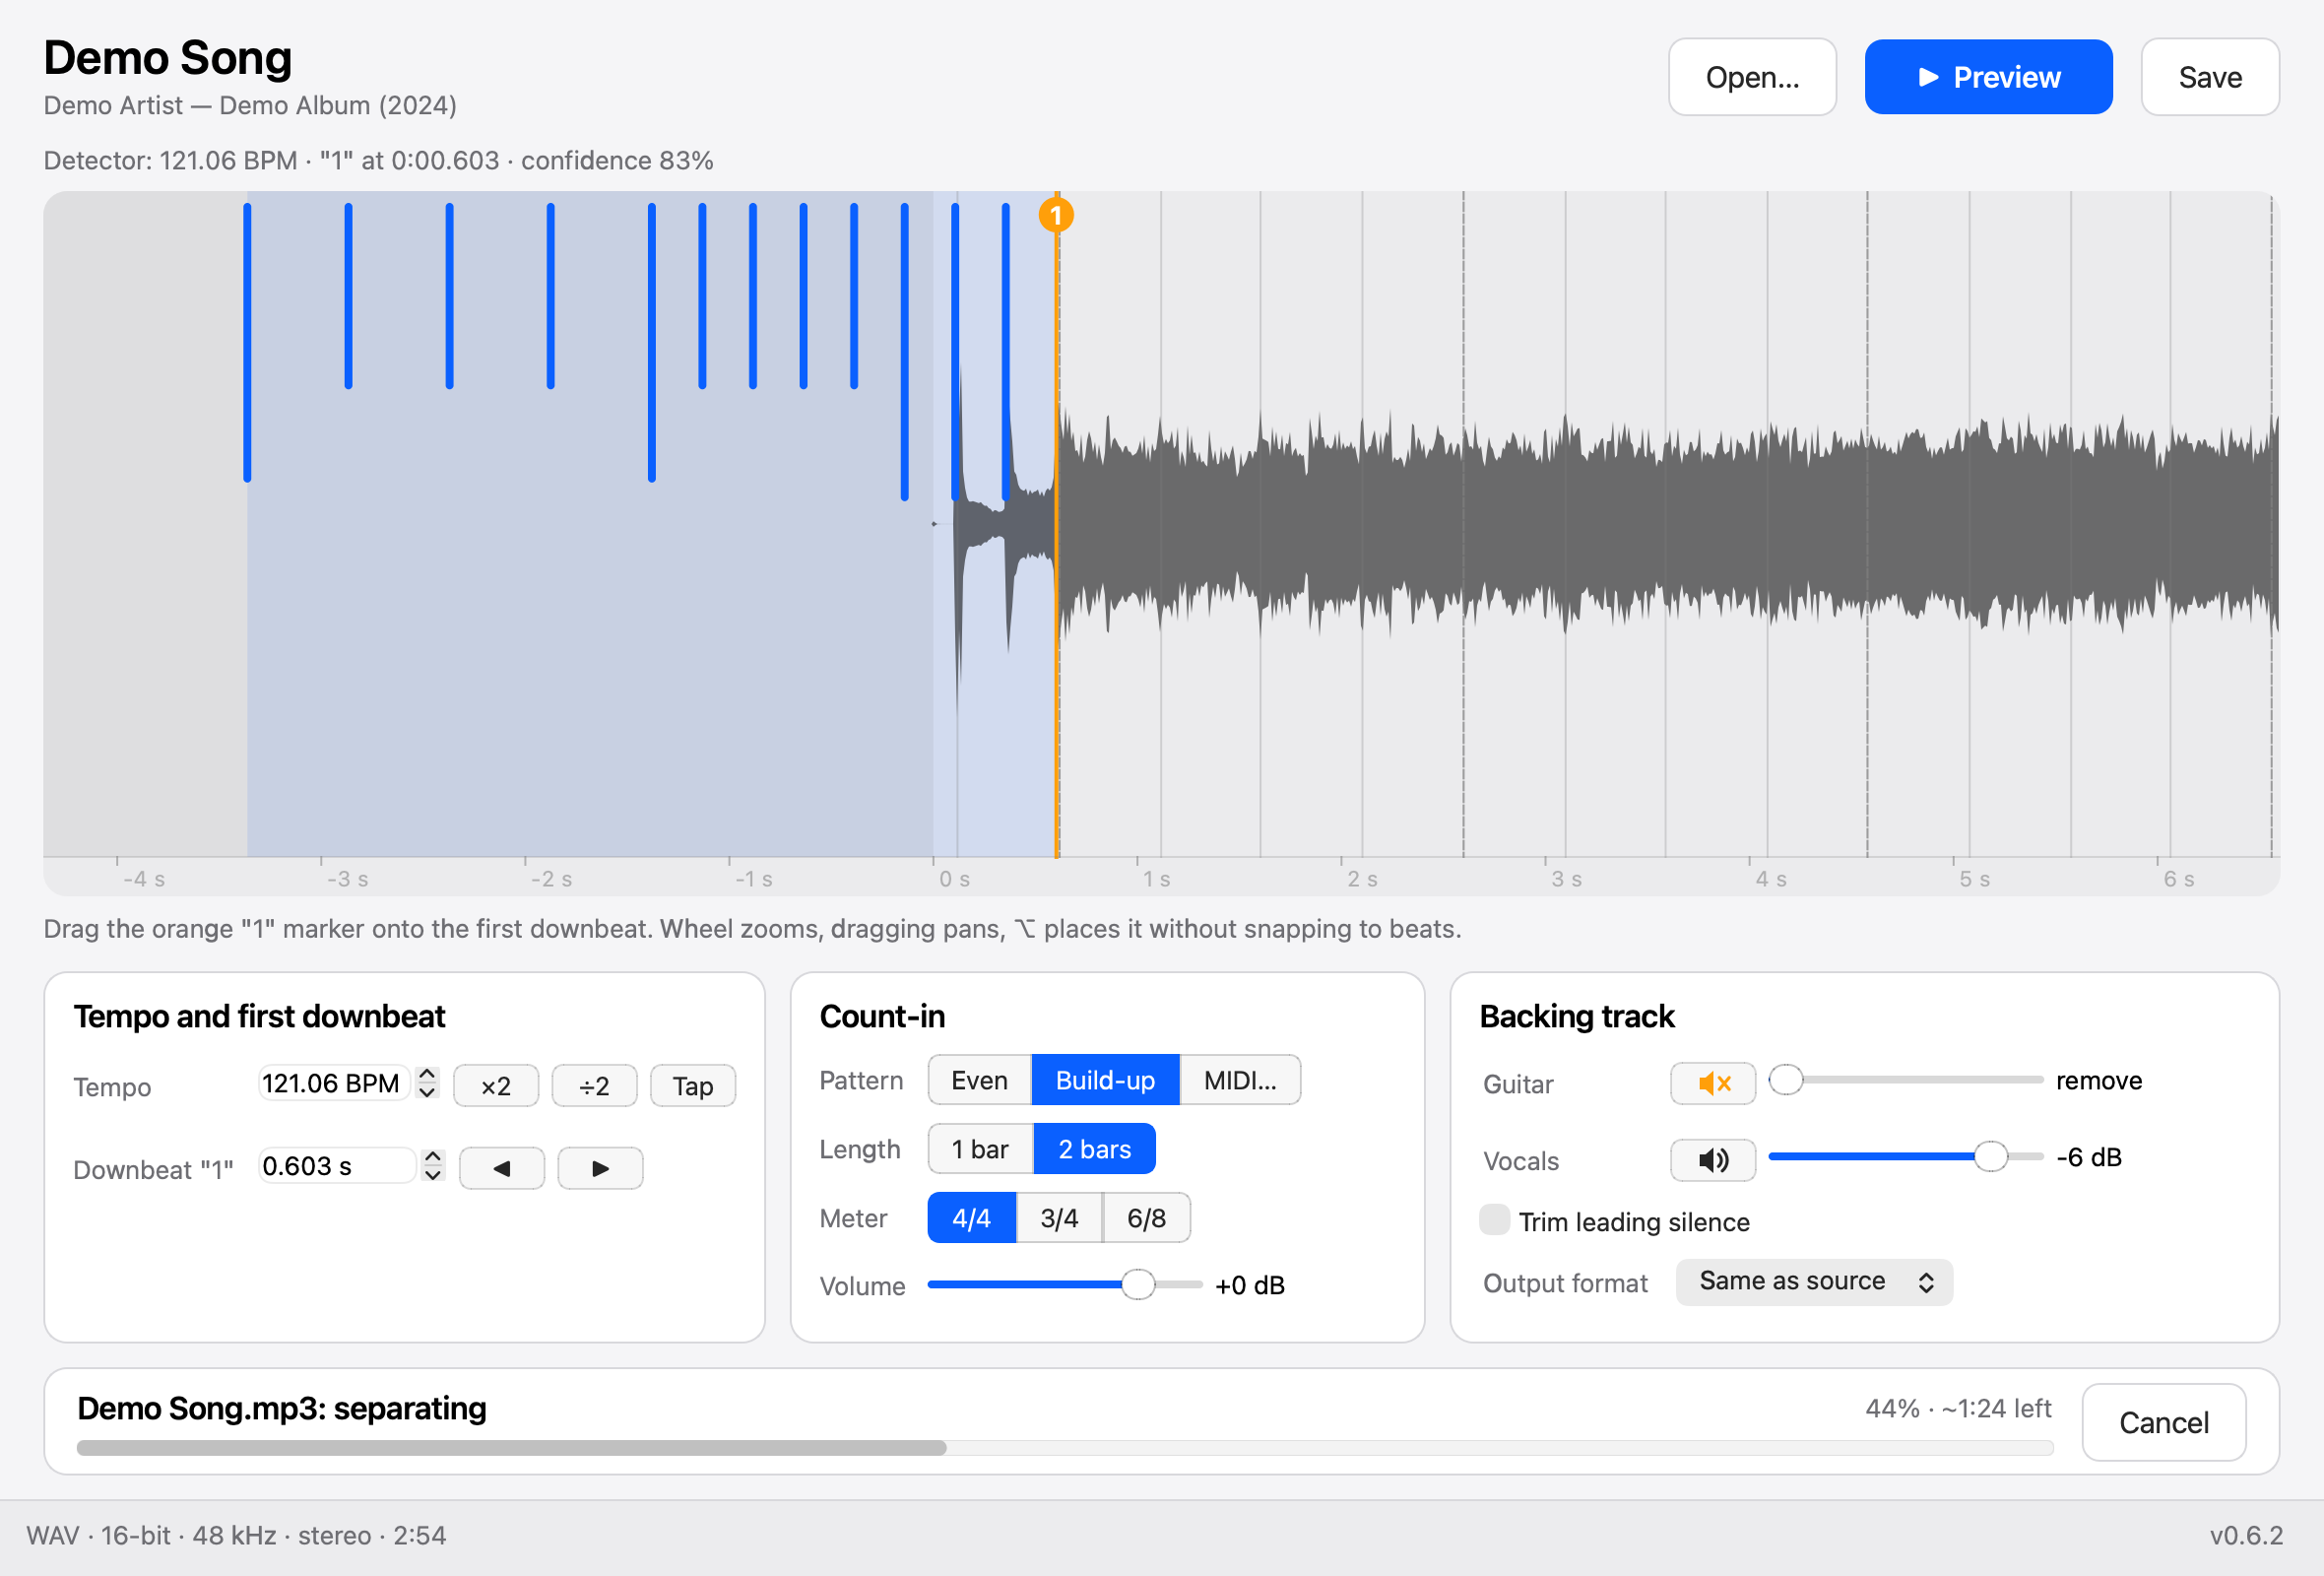 Demo Song
Demo Artist — Demo Album (2024)
Open...
Preview
Save
Detector: 121.06 BPM · "1" at 0:00.603 · confidence 83%
1
-4 s
-3 s
-2 s
-1 s
0 s
1 s
2 s
3 s
4 s
5 s
6 s
Drag the orange "1" marker onto the first downbeat. Wheel zooms, dragging pans, ⌥ places it without snapping to beats.
Tempo and first downbeat
Tempo
121.06 BPM
×2
÷2
Tap
Downbeat "1"
0.603 s
Count-in
Pattern
Even
Build-up
MIDI...
Length
1 bar
2 bars
Meter
4/4
3/4
6/8
Volume
+0 dB
Backing track
Guitar
remove
Vocals
-6 dB
Trim leading silence
Output format
Same as source
Demo Song.mp3: separating
44% · ~1:24 left
Cancel
WAV · 16-bit · 48 kHz · stereo · 2:54
v0.6.2